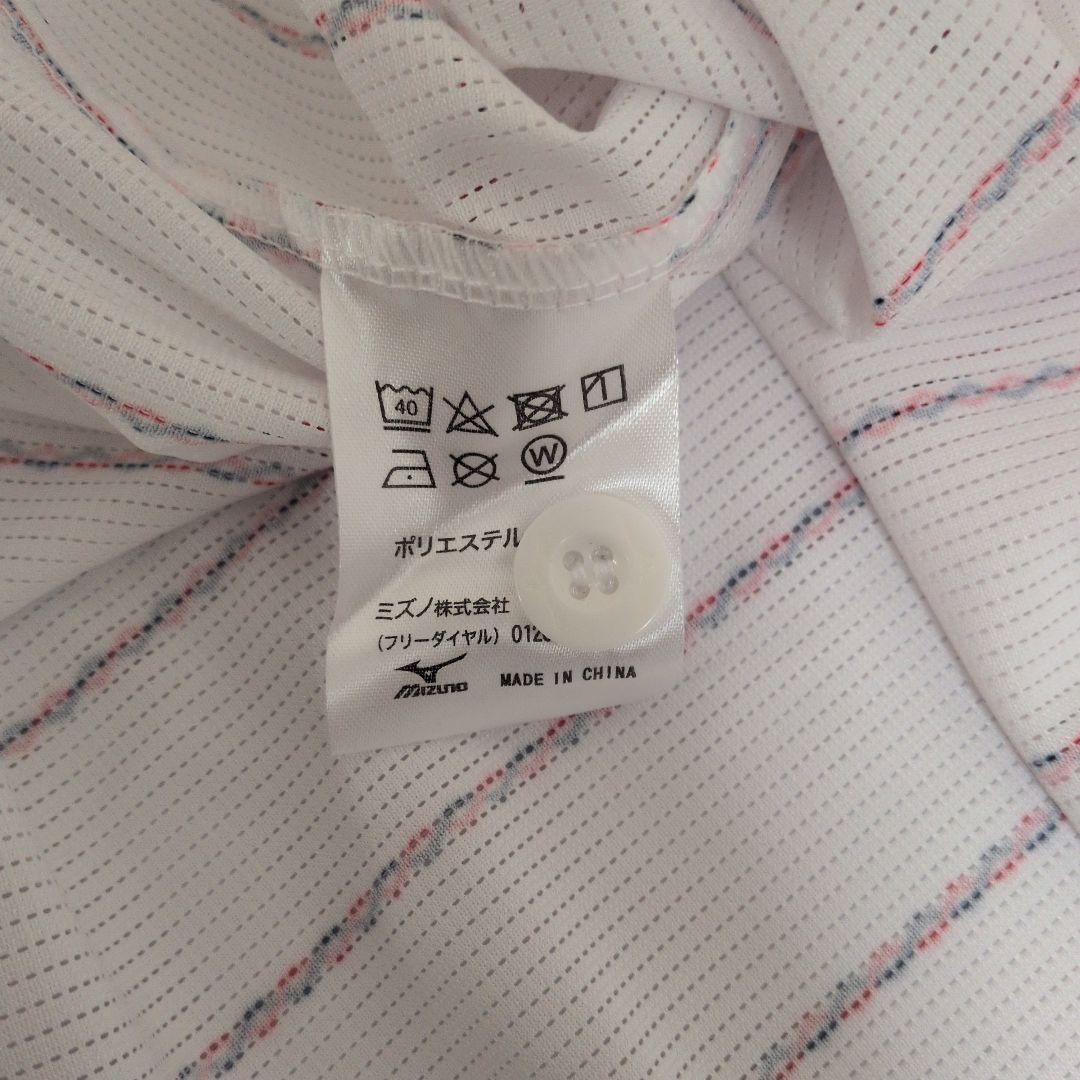 40
W
ポリエステル
ミズノ株式会社
(フリーダイヤル) 012
MIZUNO MADE IN CHINA